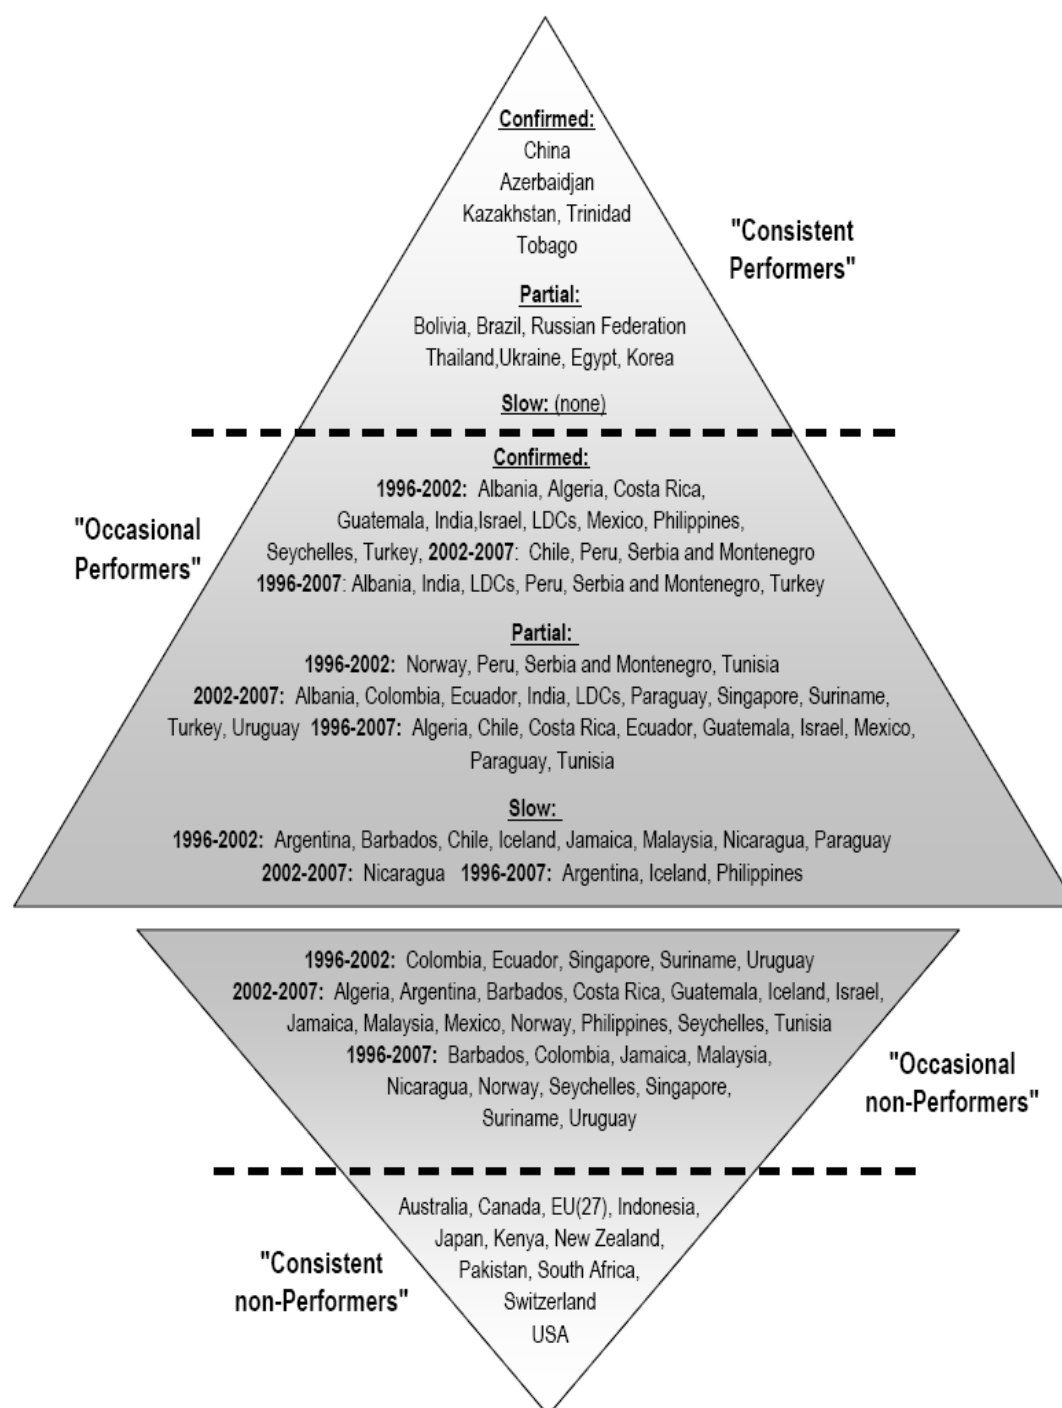 Confirmed:
China
Azerbaidjan
Kazakhstan, Trinidad
Tobago
"Consistent
Performers"
Partial:
Bolivia, Brazil, Russian Federation
Thailand,Ukraine, Egypt, Korea
Slow: (none)
Confirmed:
1996-2002: Albania, Algeria, Costa Rica,
Guatemala, India,Israel, LDCs, Mexico, Philippines,
Seychelles, Turkey, 2002-2007: Chile, Peru, Serbia and Montenegro
1996-2007: Albania, India, LDCs, Peru, Serbia and Montenegro, Turkey
"Occasional
Performers"
Partial:
1996-2002: Norway, Peru, Serbia and Montenegro, Tunisia
2002-2007: Albania, Colombia, Ecuador, India, LDCs, Paraguay, Singapore, Suriname,
Turkey, Uruguay 1996-2007: Algeria, Chile, Costa Rica, Ecuador, Guatemala, Israel, Mexico,
Paraguay, Tunisia
Slow:
1996-2002: Argentina, Barbados, Chile, Iceland, Jamaica, Malaysia, Nicaragua, Paraguay
2002-2007: Nicaragua 1996-2007: Argentina, Iceland, Philippines
1996-2002: Colombia, Ecuador, Singapore, Suriname, Uruguay
2002-2007: Algeria, Argentina, Barbados, Costa Rica, Guatemala, Iceland, Israel,
Jamaica, Malaysia, Mexico, Norway, Philippines, Seychelles, Tunisia
1996-2007: Barbados, Colombia, Jamaica, Malaysia,
Nicaragua, Norway, Seychelles, Singapore,
Suriname, Uruguay
"Occasional
non-Performers"
Australia, Canada, EU(27), Indonesia,
Japan, Kenya, New Zealand,
Pakistan, South Africa,
Switzerland
USA
"Consistent
non-Performers"